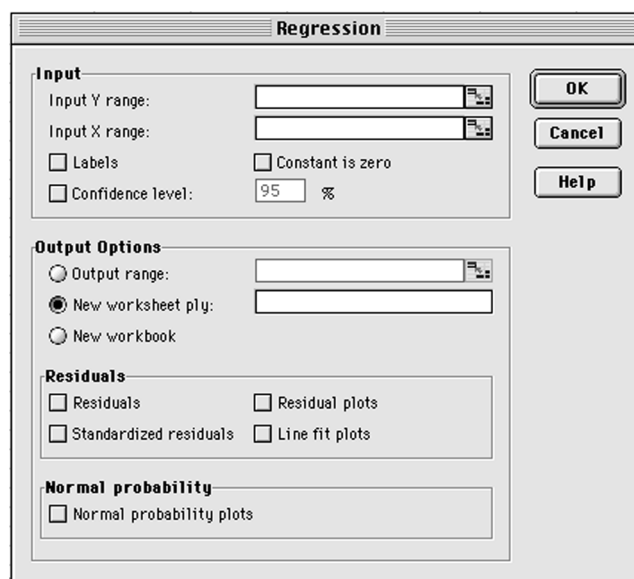 Regression
Input
Input Y range:
Input X range:
Labels
Constant is zero
Confidence level:
95 %
OK
Cancel
Help
Output Options
Output range:
New worksheet ply:
New workbook
Residuals
Residuals
Residual plots
Standardized residuals
Line fit plots
Normal probability
Normal probability plots